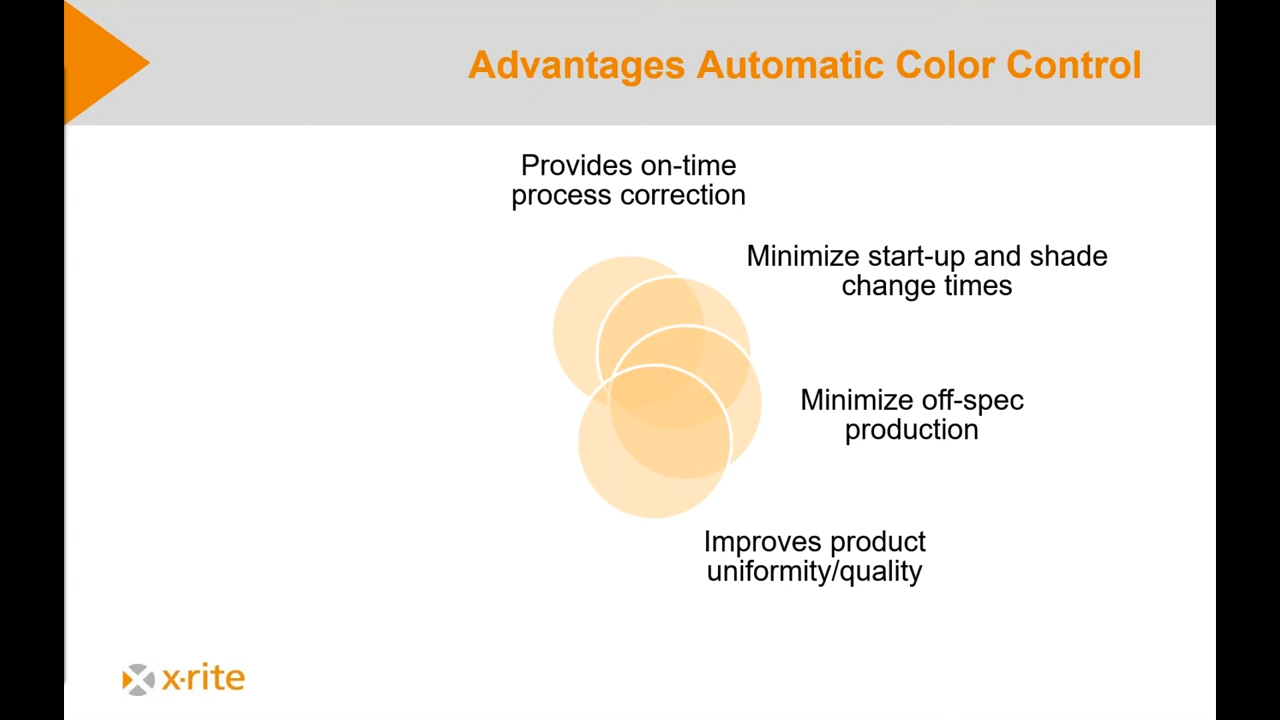 Advantages Automatic Color Control
Provides on-time
process correction
Minimize start-up and shade
change times
Minimize off-spec
production
Improves product
uniformity/quality
x·rite